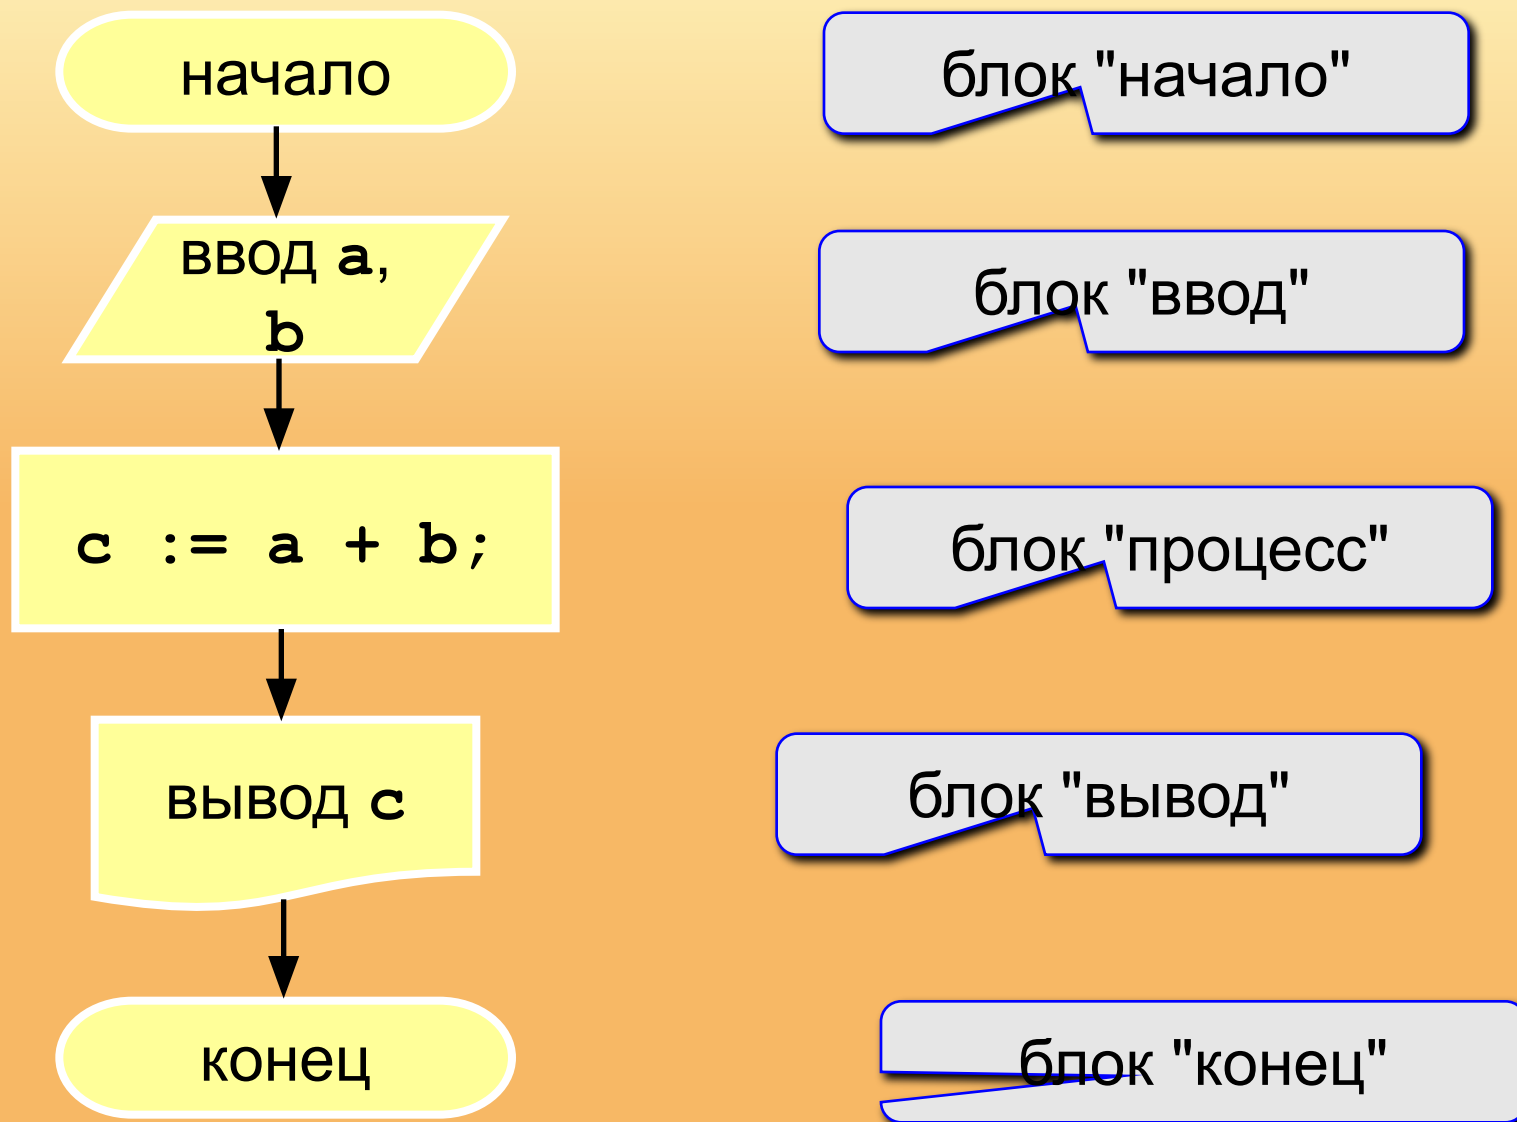 начало
блок "начало"
ввод a,
b
блок "ввод"
c := a + b;
блок "процесс"
вывод c
блок "вывод"
конец
блок "конец"